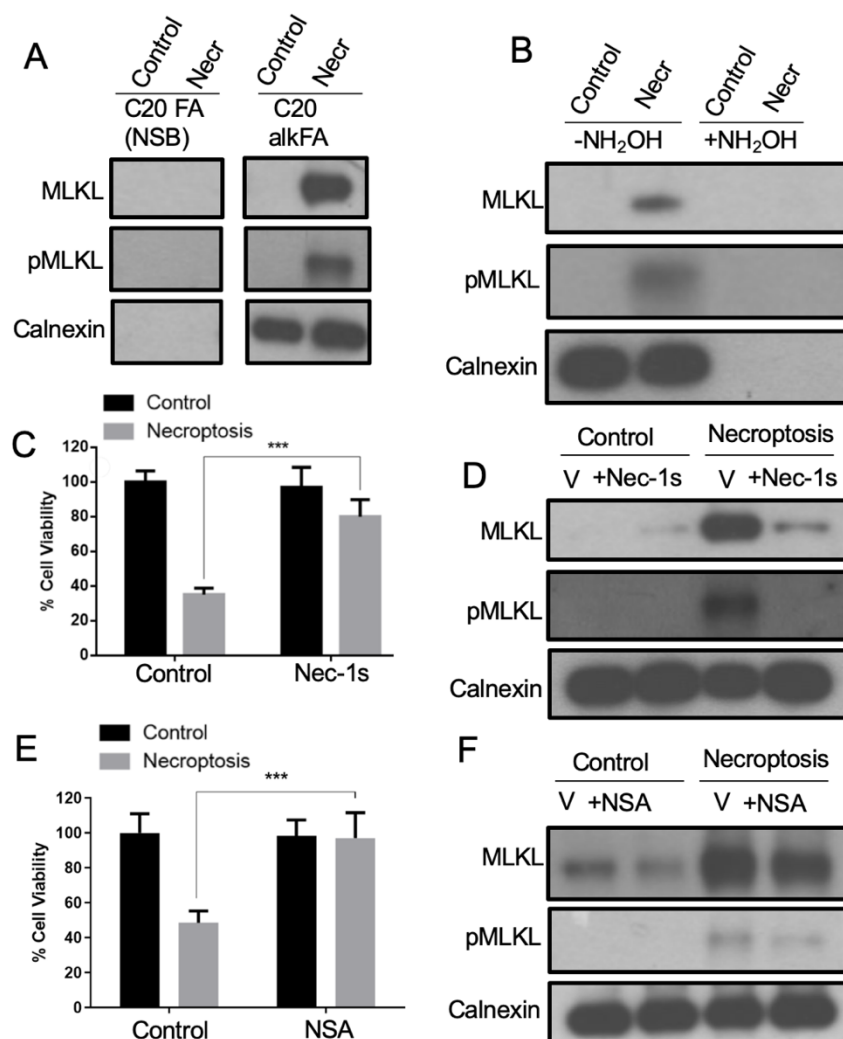 A
Control
Necr
Control
Necr
C20 FA
(NSB)
C20
alkFA
MLKL
pMLKL
Calnexin
B
Control
Necr
Control
Necr
-NH₂OH
+NH₂OH
MLKL
pMLKL
Calnexin
C
Control
Necroptosis
***
120
100
80
60
40
20
0
% Cell Viability
Control
Nec-1s
D
Control
Necroptosis
V +Nec-1s
V +Nec-1s
MLKL
pMLKL
Calnexin
E
Control
Necroptosis
***
120
100
80
60
40
20
0
% Cell Viability
Control
NSA
F
Control
Necroptosis
V +NSA
V +NSA
MLKL
pMLKL
Calnexin